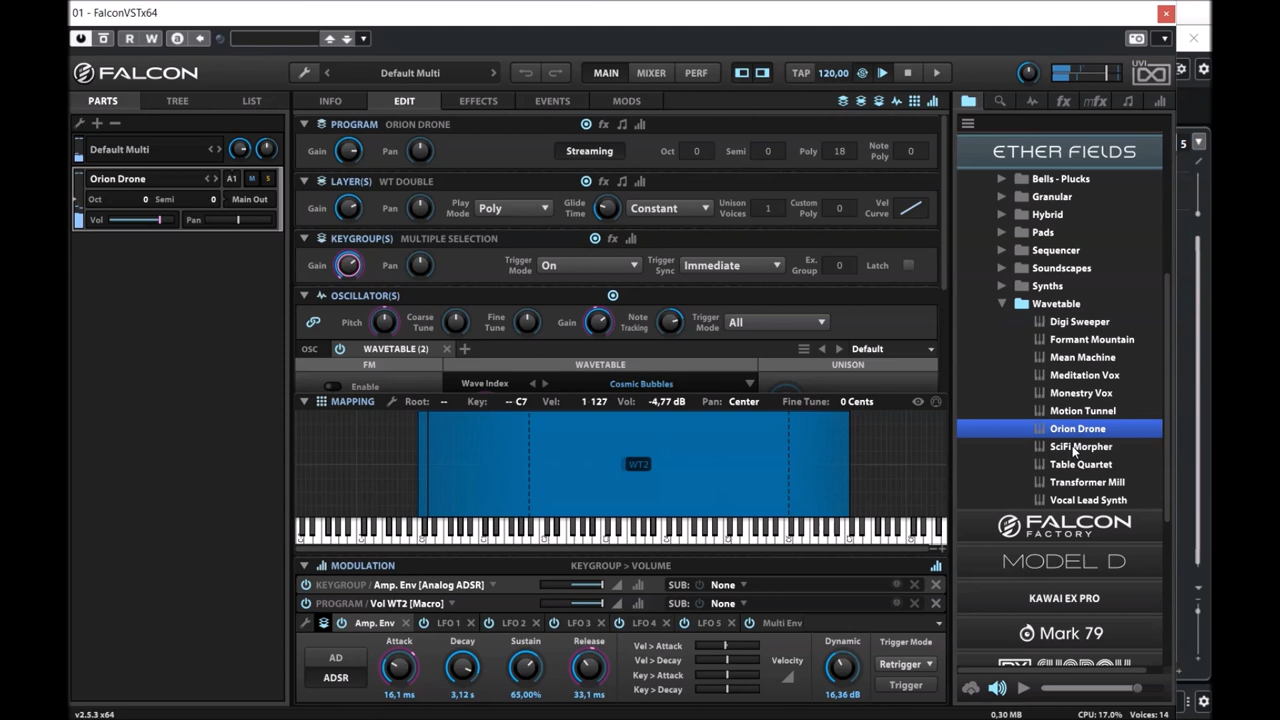 01 - FalconVSTx64
R W a
FALCON
Default Multi
MAIN MIXER PERF
TAP 120,00
UVI
PARTS TREE LIST
INFO EDIT EFFECTS EVENTS MODS
Default Multi
Orion Drone A1 M S
Oct 0 Semi 0 Main Out
Vol Pan
PROGRAM ORION DRONE
Gain Pan Streaming Oct 0 Semi 0 Poly 18 Note Poly 0
LAYER(S) WT DOUBLE
Gain Pan Play Mode Poly Glide Time Constant Unison Voices 1 Custom Poly 0 Vel Curve
KEYGROUP(S) MULTIPLE SELECTION
Gain Pan Trigger Mode On Trigger Sync Immediate Ex. Group 0 Latch
OSCILLATOR(S)
Pitch Coarse Tune Fine Tune Gain Note Tracking Trigger Mode All
OSC WAVETABLE (2) Default
FM WAVETABLE UNISON
Enable Wave Index Cosmic Bubbles
MAPPING Root: -- Key: -- C7 Vel: 1 127 Vol: -4,77 dB Pan: Center Fine Tune: 0 Cents
WT2
MODULATION KEYGROUP > VOLUME
KEYGROUP / Amp. Env [Analog ADSR] SUB: None
PROGRAM / Vol WT2 [Macro] SUB: None
Amp. Env LFO 1 LFO 2 LFO 3 LFO 4 LFO 5 Multi Env
AD
ADSR
Attack Decay Sustain Release
16,1 ms 3,12 s 65,00% 33,1 ms
Vel > Attack
Vel > Decay
Key > Attack
Key > Decay
Velocity
Dynamic
16,36 dB
Trigger Mode
Retrigger
Trigger
ETHER FIELDS
Bells - Plucks
Granular
Hybrid
Pads
Sequencer
Soundscapes
Synths
Wavetable
Digi Sweeper
Formant Mountain
Mean Machine
Meditation Vox
Monestry Vox
Motion Tunnel
Orion Drone
SciFi Morpher
Table Quartet
Transformer Mill
Vocal Lead Synth
FALCON
FACTORY
MODEL D
KAWAI EX PRO
Mark 79
5
v2.5.3 x64
0,30 MB CPU: 17.0% Voices: 14